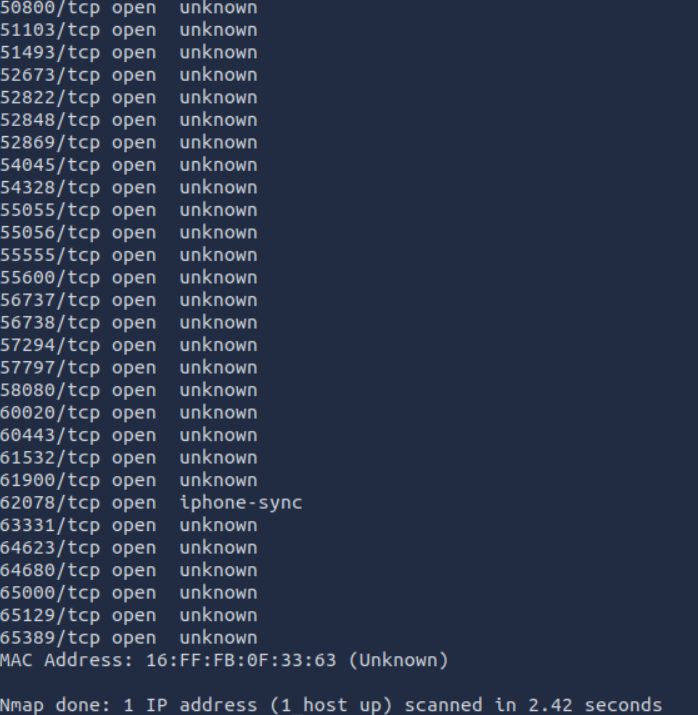 50800/tcp open  unknown
51103/tcp open  unknown
51493/tcp open  unknown
52673/tcp open  unknown
52822/tcp open  unknown
52848/tcp open  unknown
52869/tcp open  unknown
54045/tcp open  unknown
54328/tcp open  unknown
55055/tcp open  unknown
55056/tcp open  unknown
55555/tcp open  unknown
55600/tcp open  unknown
56737/tcp open  unknown
56738/tcp open  unknown
57294/tcp open  unknown
57797/tcp open  unknown
58080/tcp open  unknown
60020/tcp open  unknown
60443/tcp open  unknown
61532/tcp open  unknown
61900/tcp open  unknown
62078/tcp open  iphone-sync
63331/tcp open  unknown
64623/tcp open  unknown
64680/tcp open  unknown
65000/tcp open  unknown
65129/tcp open  unknown
65389/tcp open  unknown
MAC Address: 16:FF:FB:0F:33:63 (Unknown)
Nmap done: 1 IP address (1 host up) scanned in 2.42 seconds